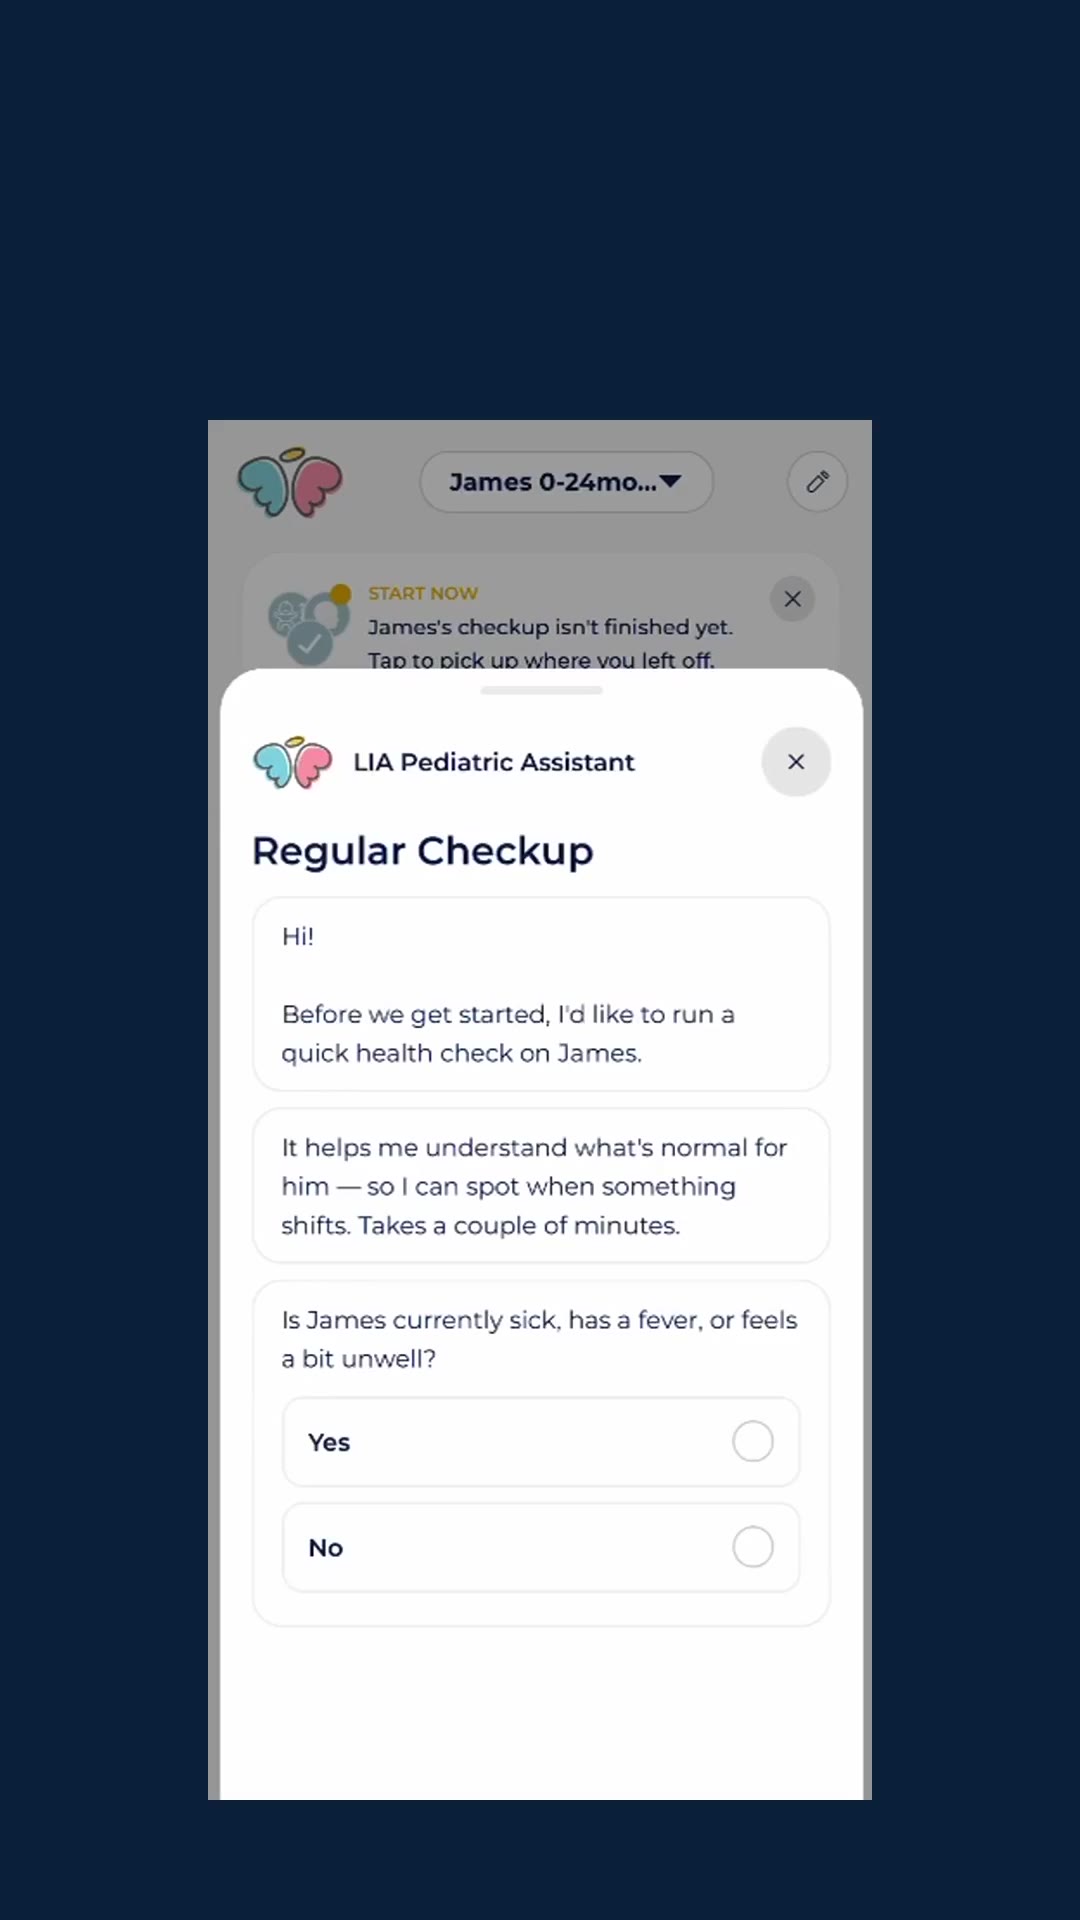 James 0-24mo...
START NOW
James's checkup isn't finished yet.
Tap to pick up where you left off.
LIA Pediatric Assistant
Regular Checkup
Hi!
Before we get started, I'd like to run a
quick health check on James.
It helps me understand what's normal for
him — so I can spot when something
shifts. Takes a couple of minutes.
Is James currently sick, has a fever, or feels
a bit unwell?
Yes
No